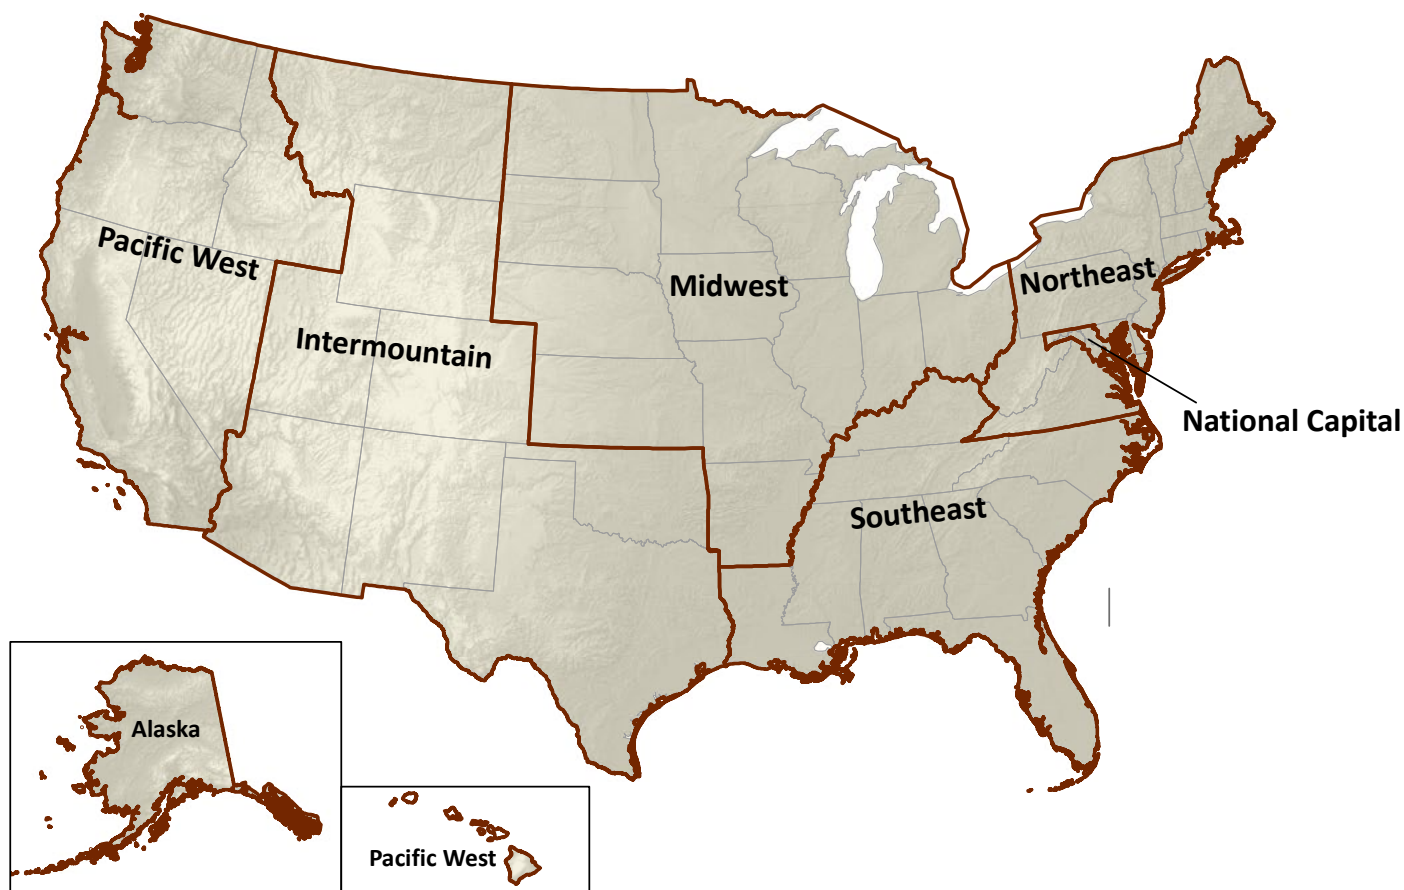 Pacific West
Intermountain
Midwest
Northeast
National Capital
Southeast
Alaska
Pacific West